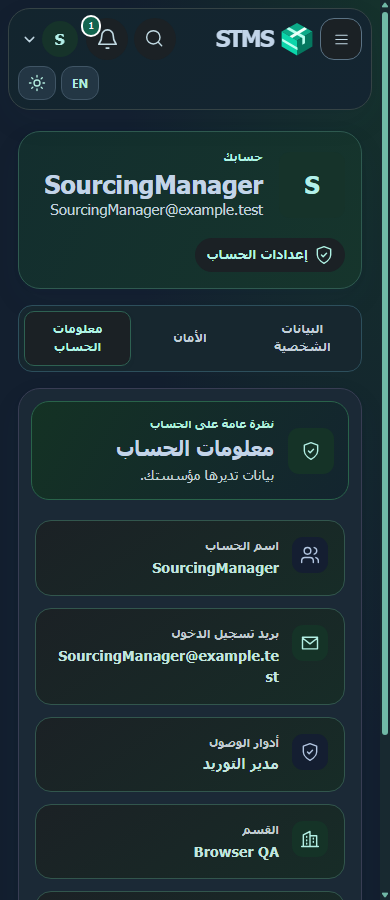 STMS
1
S
EN
حسابك
S
SourcingManager
SourcingManager@example.test
إعدادات الحساب
البيانات
الشخصية
الأمان
معلومات
الحساب
نظرة عامة على الحساب
معلومات الحساب
بيانات تديرها مؤسستك.
اسم الحساب
SourcingManager
بريد تسجيل الدخول
SourcingManager@example.te
st
أدوار الوصول
مدير التوريد
القسم
Browser QA